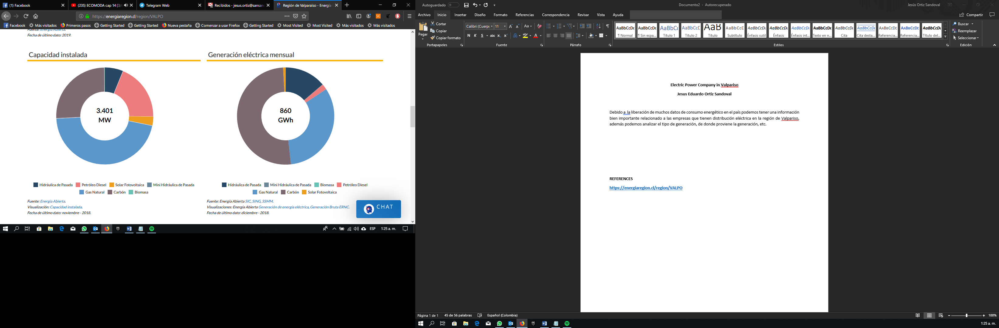 (1) Facebook
(235) ECOMODA cap 14 [3/
Telegram Web
Recibidos - jesus.ortiz@sansan
Región de Valparaíso - Energía
https://energiaregion.cl/region/VALPO
Facebook
Más visitados
Primeros pasos
Getting Started
Getting Started
Nueva pestaña
Comenzar a usar Firefox
Getting Started
Most Visited
Most Visited
Más visitados
Más visitados
Fuente: Energía Abierta.
Fecha de último dato: 2019.
Capacidad instalada
3.401
MW
Hidráulica de Pasada Petróleo Diesel Solar Fotovoltaica Mini Hidráulica de Pasada
Gas Natural Carbón Biomasa
Fuente: Energía Abierta.
Visualización: Capacidad instalada.
Fecha de último dato: noviembre - 2018.
Generación eléctrica mensual
860
GWh
Hidráulica de Pasada Mini Hidráulica de Pasada Biomasa Petróleo Diesel
Gas Natural Carbón Solar Fotovoltaica
Fuente: Energía Abierta SIC, SING, SSMM.
Visualizaciones: Energía Abierta Generación de energía eléctrica, Generación Bruta ERNC.
Fecha de último dato: diciembre - 2018.
CHAT
ESP
1:25 a. m.
Autoguardado
Documento2 - Autorecuperado
Jesús Ortiz Sandoval
Archivo Inicio Insertar Diseño Formato Referencias Correspondencia Revisar Vista Ayuda
Compartir
Pegar
Cortar
Copiar
Copiar formato
Portapapeles
Calibri (Cuerp
11
Aa
N K S abc x₂ x²
Fuente
Párrafo
AaBbCcDc AaBbCcDc AaBbC AaBbCcC AaB AaBbCcD AaBbCcDc AaBbCcDc AaBbCcDc AaBbCcDc AaBbCcDc AaBbCcDc AaBbCcDc AaBbCcDc AaBbCcDc
¶ Normal ¶ Sin espa... Título 1 Título 2 Título Subtítulo Énfasis sutil Énfasis Énfasis int... Texto en n... Cita Cita desta... Referencia... Referencia... Título del...
Estilos
Buscar
Reemplazar
Seleccionar
Edición
Electric Power Company in Valpariso
Jesus Eduardo Ortiz Sandoval
Debido a la liberación de muchos datos de consumo energético en el país podemos tener una información
bien importante relacionado a las empresas que tienen distribución eléctrica en la región de Valpariso,
además podemos analizar el tipo de generación, de donde proviene la generación, etc.
REFERENCES
https://energiaregion.cl/region/VALPO
Página 1 de 1
45 de 56 palabras
Español (Colombia)
100%
1:25 a. m.